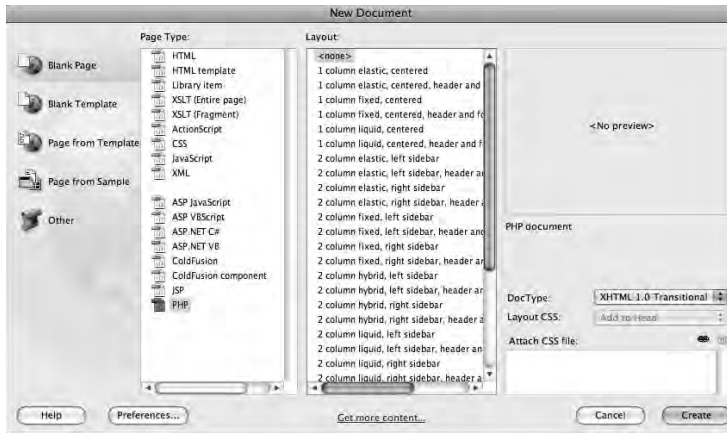 New Document
Blank Page
Blank Template
Page from Template
Page from Sample
Other
Page Type:
HTML
HTML template
Library item
XSLT (Entire page)
XSLT (Fragment)
ActionScript
CSS
JavaScript
XML
ASP JavaScript
ASP VBScript
ASP.NET C#
ASP.NET VB
ColdFusion
ColdFusion component
JSP
PHP
Layout:
<none>
1 column elastic, centered
1 column elastic, centered, header and
1 column fixed, centered
1 column fixed, centered, header and fo
1 column liquid, centered
1 column liquid, centered, header and f
2 column elastic, left sidebar
2 column elastic, left sidebar, header ar
2 column elastic, right sidebar
2 column elastic, right sidebar, header a
2 column fixed, left sidebar
2 column fixed, left sidebar, header and
2 column fixed, right sidebar
2 column fixed, right sidebar, header ar
2 column hybrid, left sidebar
2 column hybrid, left sidebar, header ar
2 column hybrid, right sidebar
2 column hybrid, right sidebar, header a
2 column liquid, left sidebar
2 column liquid, left sidebar, header an
2 column liquid, right sidebar
2 column liquid, right sidebar, header a
<No preview>
PHP document
DocType: XHTML 1.0 Transitional
Layout CSS: Add to Head
Attach CSS file:
Help
Preferences...
Get more content...
Cancel
Create